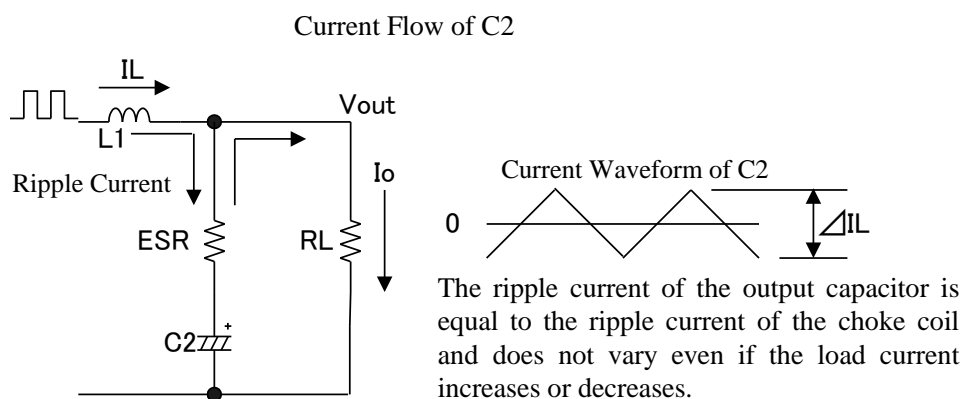 Current Flow of C2
IL
Vout
L1
Ripple Current
Io
Current Waveform of C2
0
⊿IL
ESR
RL
The ripple current of the output capacitor is
equal to the ripple current of the choke coil
and does not vary even if the load current
increases or decreases.
+
C2